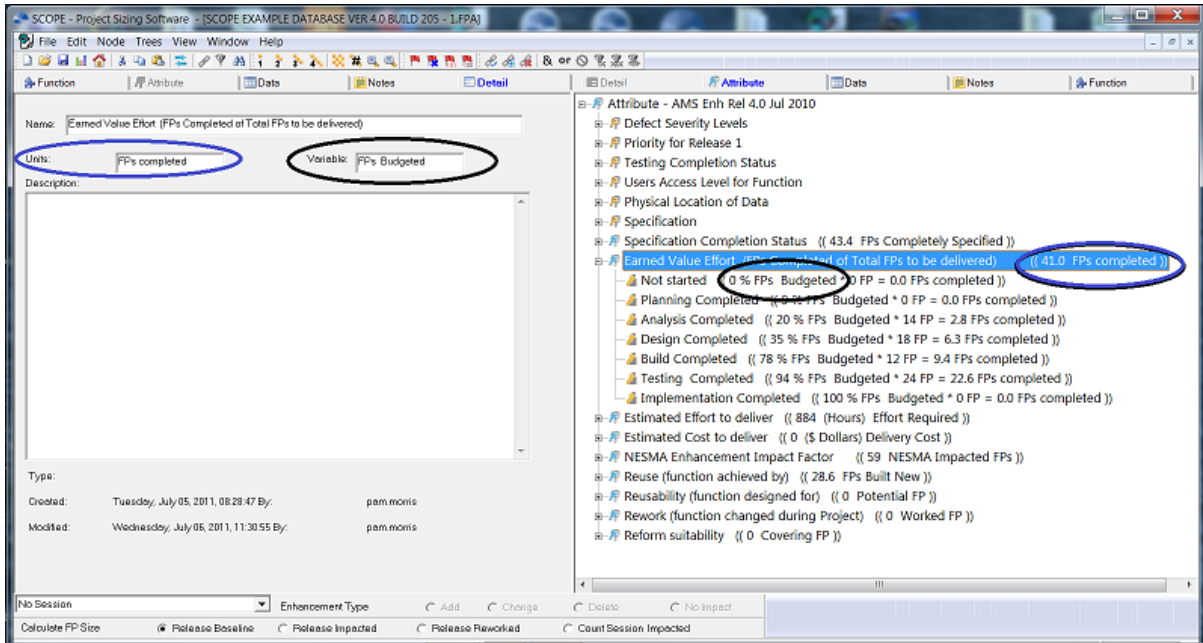 SCOPE - Project Sizing Software - [SCOPE EXAMPLE DATABASE VER 4.0 BUILD 205 - 1.FPA]
File Edit Node Trees View Window Help
& or
Function Attribute Data Notes Detail
Detail Attribute Data Notes Function
Name: Earned Value Effort (FPs Completed of Total FPs to be delivered)
Units: FPs completed Variable: FPs Budgeted
Description:
Type:
Created: Tuesday, July 05, 2011, 08:28:47 By: pam.morris
Modified: Wednesday, July 06, 2011, 11:30:55 By: pam.morris
Attribute - AMS Enh Rel 4.0 Jul 2010
Defect Severity Levels
Priority for Release 1
Testing Completion Status
Users Access Level for Function
Physical Location of Data
Specification
Specification Completion Status (( 43.4 FPs Completely Specified ))
Earned Value Effort (FPs Completed of Total FPs to be delivered) (( 41.0 FPs completed ))
Not started ( 0 % FPs Budgeted * 0 FP = 0.0 FPs completed ))
Planning Completed % FPs Budgeted * 0 FP = 0.0 FPs completed ))
Analysis Completed (( 20 % FPs Budgeted * 14 FP = 2.8 FPs completed ))
Design Completed (( 35 % FPs Budgeted * 18 FP = 6.3 FPs completed ))
Build Completed (( 78 % FPs Budgeted * 12 FP = 9.4 FPs completed ))
Testing Completed (( 94 % FPs Budgeted * 24 FP = 22.6 FPs completed ))
Implementation Completed (( 100 % FPs Budgeted * 0 FP = 0.0 FPs completed ))
Estimated Effort to deliver (( 884 (Hours) Effort Required ))
Estimated Cost to deliver (( 0 ($ Dollars) Delivery Cost ))
NESMA Enhancement Impact Factor (( 59 NESMA Impacted FPs ))
Reuse (function achieved by) (( 28.6 FPs Built New ))
Reusability (function designed for) (( 0 Potential FP ))
Rework (function changed during Project) (( 0 Worked FP ))
Reform suitability (( 0 Covering FP ))
No Session Enhancement Type Add Change Delete No Impact
Calculate FP Size Release Baseline Release Impacted Release Reworked Count Session Impacted